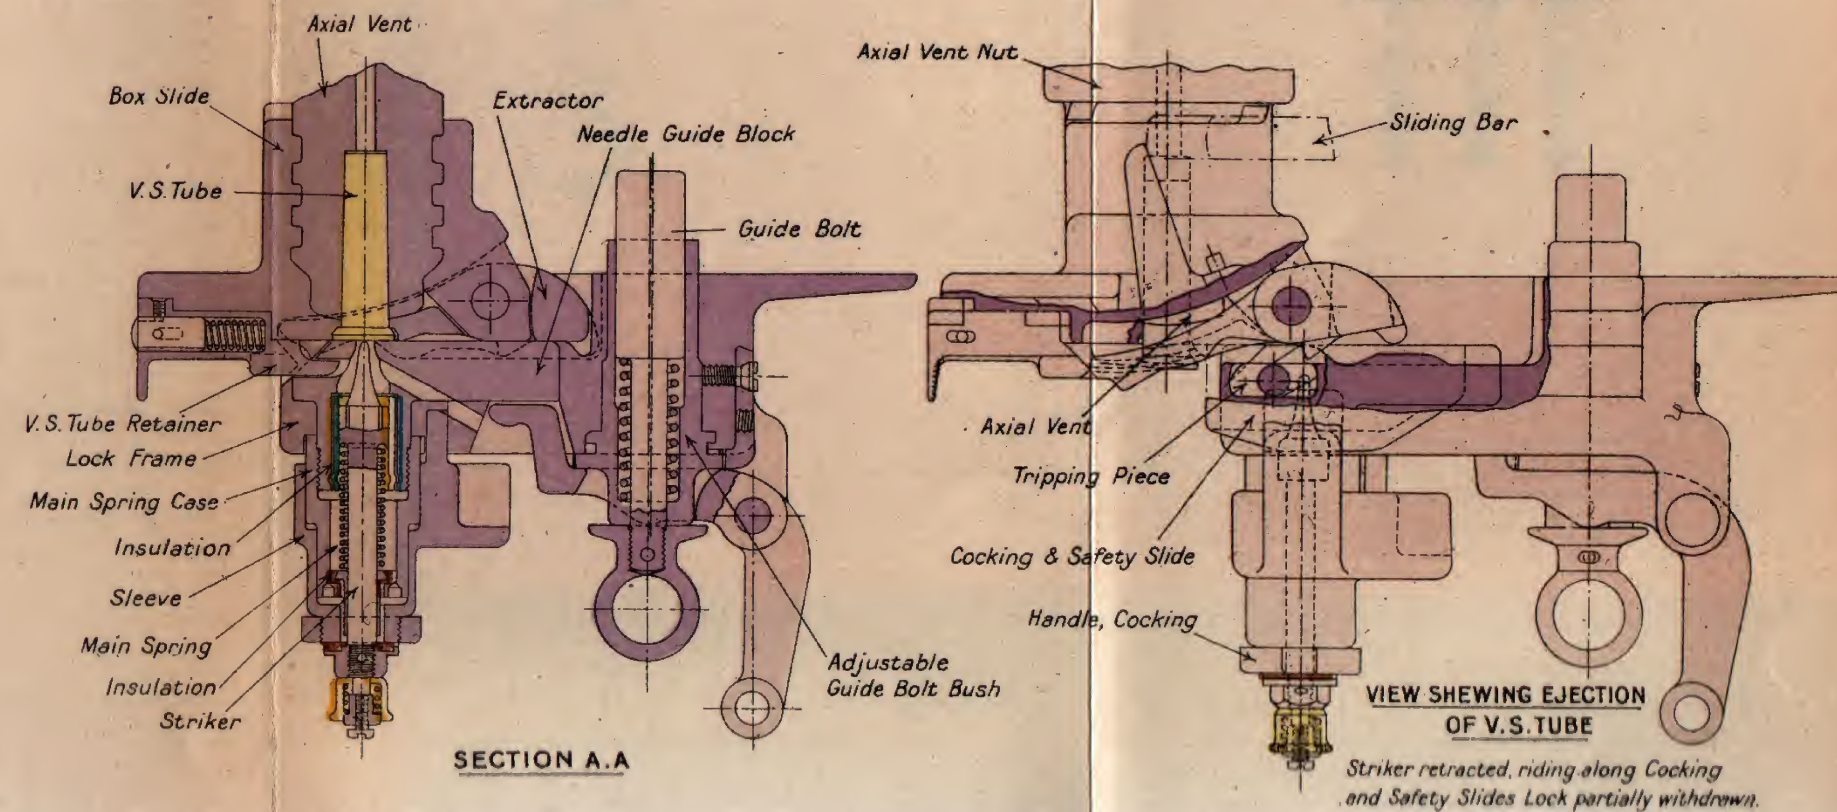 Axial Vent
Box Slide
Extractor
Needle Guide Block
V.S.Tube
Guide Bolt
V.S.Tube Retainer
Lock Frame
Main Spring Case
Insulation
Sleeve
Main Spring
Insulation
Striker
Adjustable
Guide Bolt Bush
SECTION A.A
Axial Vent Nut
Sliding Bar
Axial Vent
Tripping Piece
Cocking & Safety Slide
Handle, Cocking
VIEW SHEWING EJECTION
OF V.S.TUBE
Striker retracted, riding along Cocking
and Safety Slides Lock partially withdrawn.